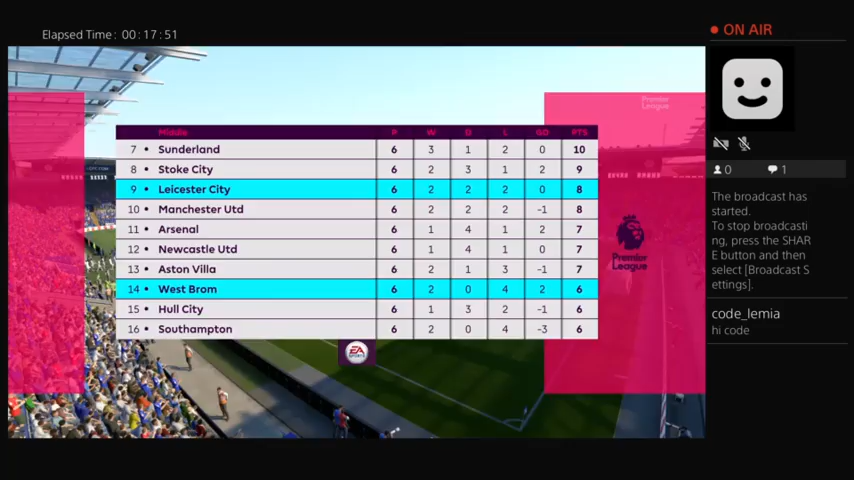 Elapsed Time : 00:17:51
ON AIR
Premier League
Middle P W D L GD PTS
7 • Sunderland 6 3 1 2 0 10
8 • Stoke City 6 2 3 1 2 9
9 • Leicester City 6 2 2 2 0 8
10 • Manchester Utd 6 2 2 2 -1 8
11 • Arsenal 6 1 4 1 2 7
12 • Newcastle Utd 6 1 4 1 0 7
13 • Aston Villa 6 2 1 3 -1 7
14 • West Brom 6 2 0 4 2 6
15 • Hull City 6 1 3 2 -1 6
16 • Southampton 6 2 0 4 -3 6
Premier
League
EA
SPORTS
0 1
The broadcast has
started.
To stop broadcasti
ng, press the SHAR
E button and then
select [Broadcast S
ettings].
code_lemia
hi code